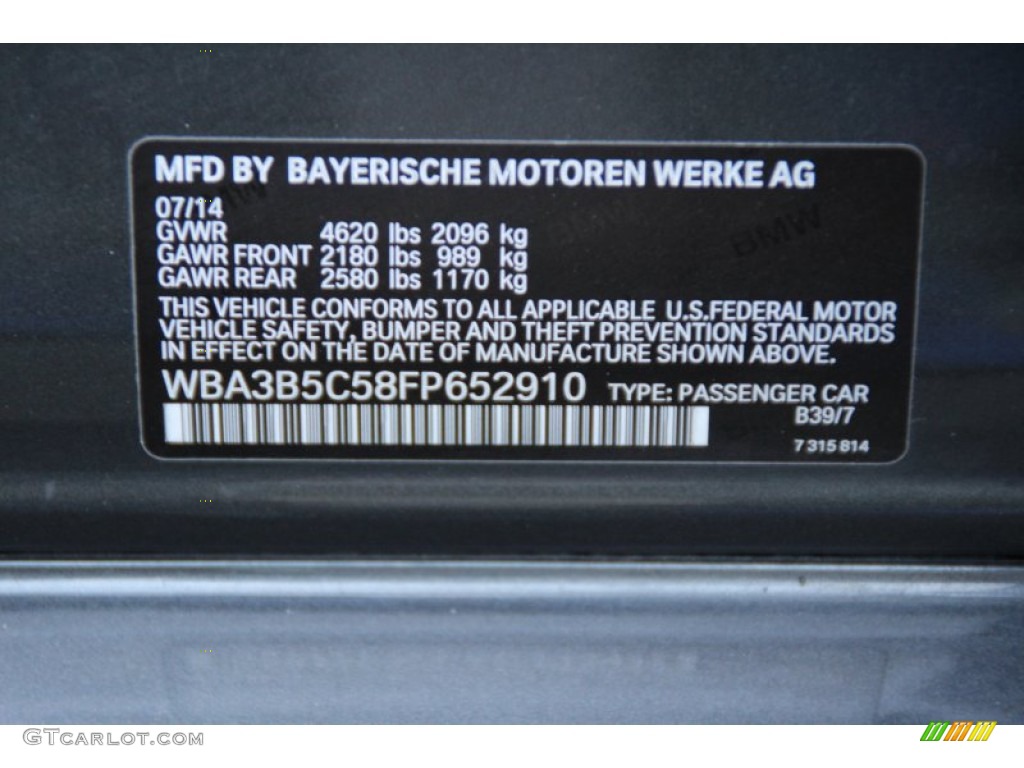 MFD BY BAYERISCHE MOTOREN WERKE AG
07/14
GVWR 4620 lbs 2096 kg
GAWR FRONT 2180 lbs 989 kg
GAWR REAR 2580 lbs 1170 kg
THIS VEHICLE CONFORMS TO ALL APPLICABLE U.S.FEDERAL MOTOR
VEHICLE SAFETY, BUMPER AND THEFT PREVENTION STANDARDS
IN EFFECT ON THE DATE OF MANUFACTURE SHOWN ABOVE.
WBA3B5C58FP652910 TYPE: PASSENGER CAR
B39/7
7 315 814
BMW
GTCARLOT.COM